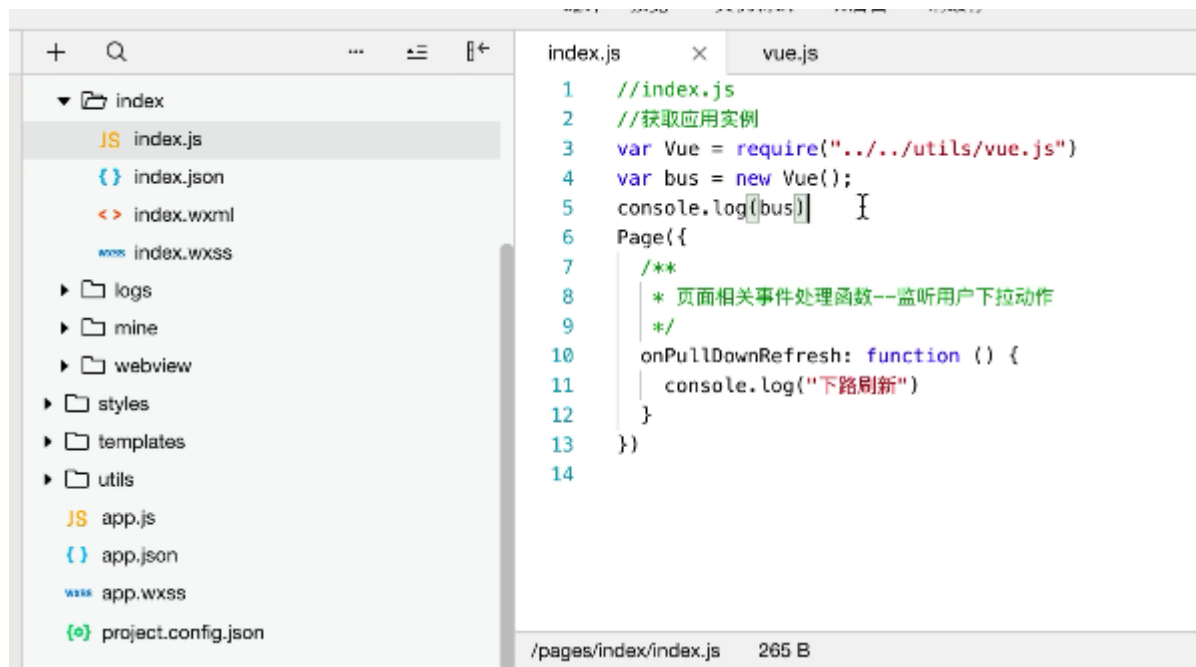 index
index.js
index.json
index.wxml
index.wxss
logs
mine
webview
styles
templates
utils
app.js
app.json
app.wxss
project.config.json
index.js
vue.js
1 //index.js
2 //获取应用实例
3 var Vue = require("../../utils/vue.js")
4 var bus = new Vue();
5 console.log(bus)
6 Page({
7 /**
8 * 页面相关事件处理函数--监听用户下拉动作
9 */
10 onPullDownRefresh: function () {
11 console.log("下路刷新")
12 }
13 })
14
/pages/index/index.js 265 B